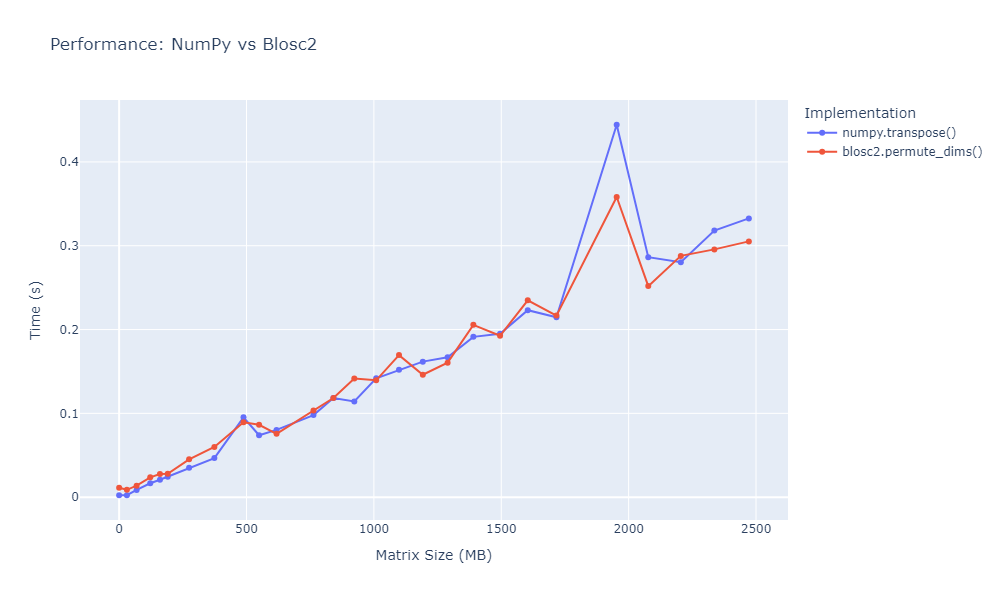 Performance: NumPy vs Blosc2
Implementation
numpy.transpose()
blosc2.permute_dims()
Time (s)
0.4
0.3
0.2
0.1
0
0
500
1000
1500
2000
2500
Matrix Size (MB)